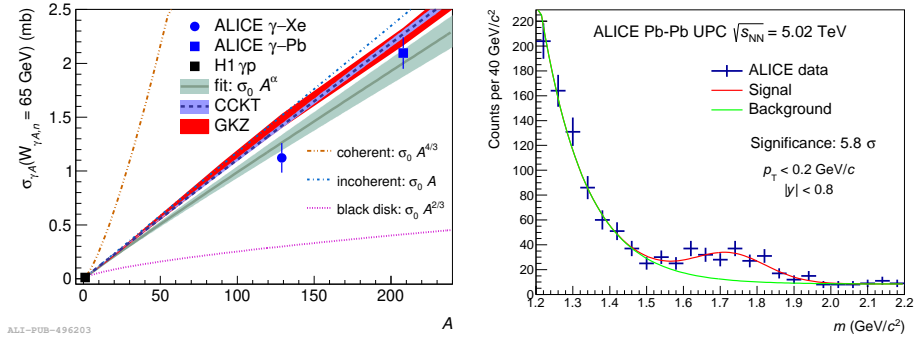 σ_γA(W_γA,n = 65 GeV) (mb)
2.5
2
1.5
1
0.5
0
0 50 100 150 200
A
ALICE γ-Xe
ALICE γ-Pb
H1 γp
fit: σ₀ A^α
CCKT
GKZ
coherent: σ₀ A^4/3
incoherent: σ₀ A
black disk: σ₀ A^2/3
ALI-PUB-496203
Counts per 40 GeV/c²
220
200
180
160
140
120
100
80
60
40
20
0
1.2 1.3 1.4 1.5 1.6 1.7 1.8 1.9 2.0 2.1 2.2
m (GeV/c²)
ALICE Pb-Pb UPC √s_NN = 5.02 TeV
ALICE data
Signal
Background
Significance: 5.8 σ
p_T < 0.2 GeV/c
|y| < 0.8